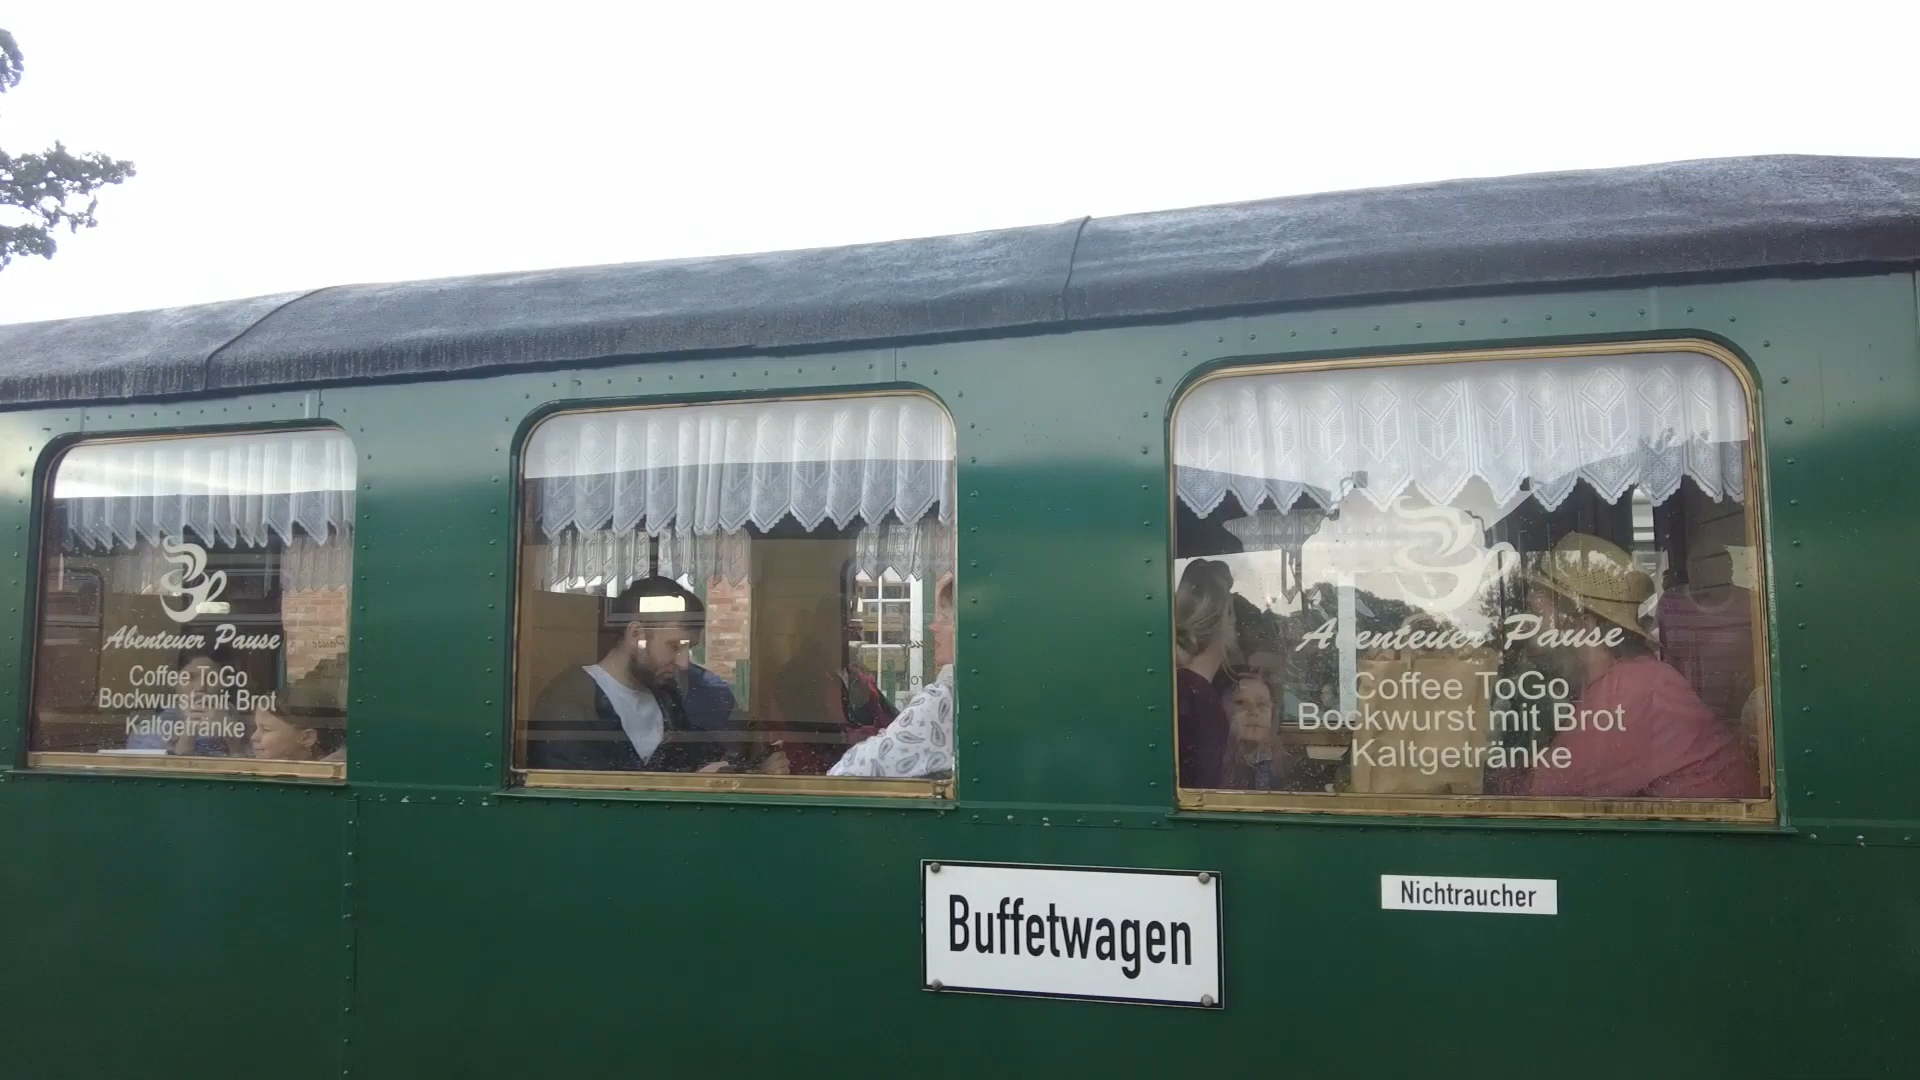 Abenteuer Pause
Coffee ToGo
Bockwurst mit Brot
Kaltgetränke
Abenteuer Pause
Coffee ToGo
Bockwurst mit Brot
Kaltgetränke
Buffetwagen
Nichtraucher